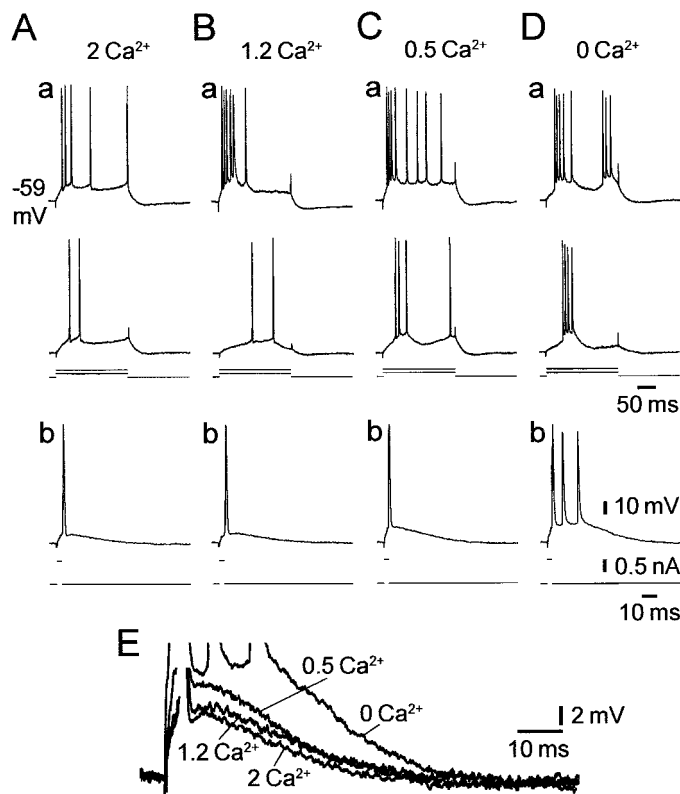 A B C D
2 Ca²⁺ 1.2 Ca²⁺ 0.5 Ca²⁺ 0 Ca²⁺
a a a a
-59
mV
50 ms
b b b b
10 mV
0.5 nA
10 ms
E
0.5 Ca²⁺
0 Ca²⁺
2 mV
1.2 Ca²⁺
10 ms
2 Ca²⁺